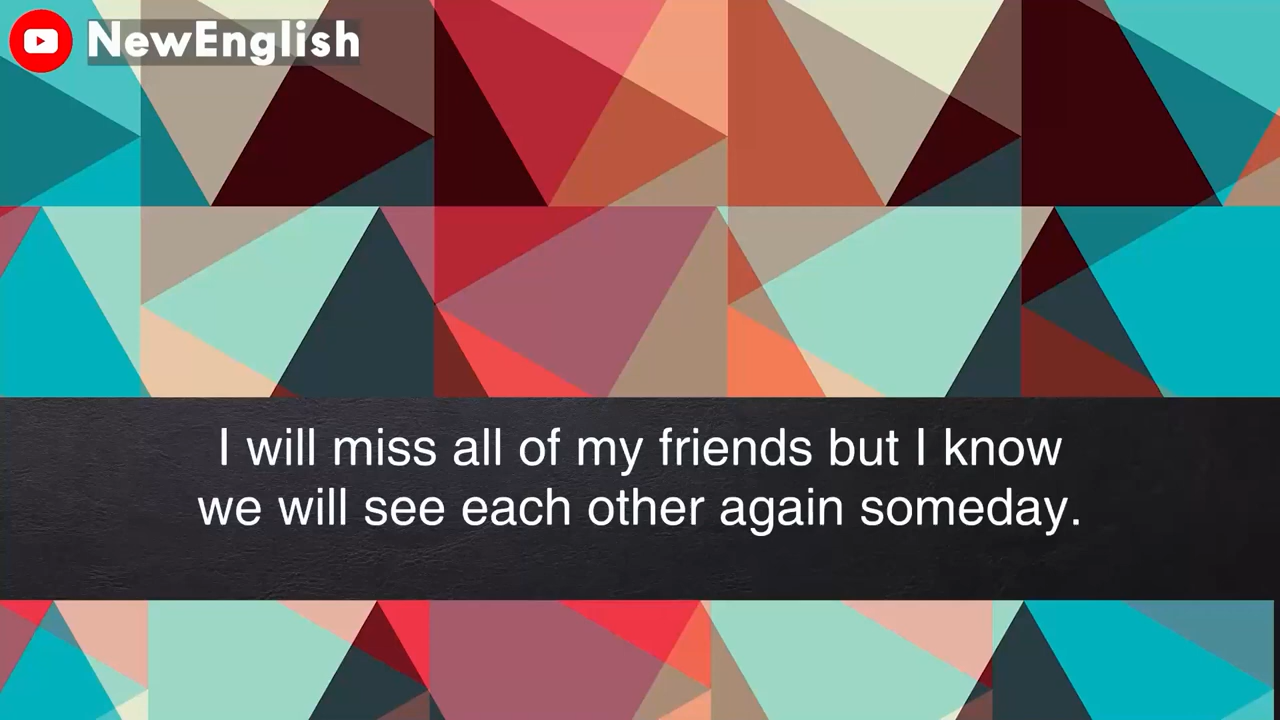 NewEnglish
I will miss all of my friends but I know
we will see each other again someday.